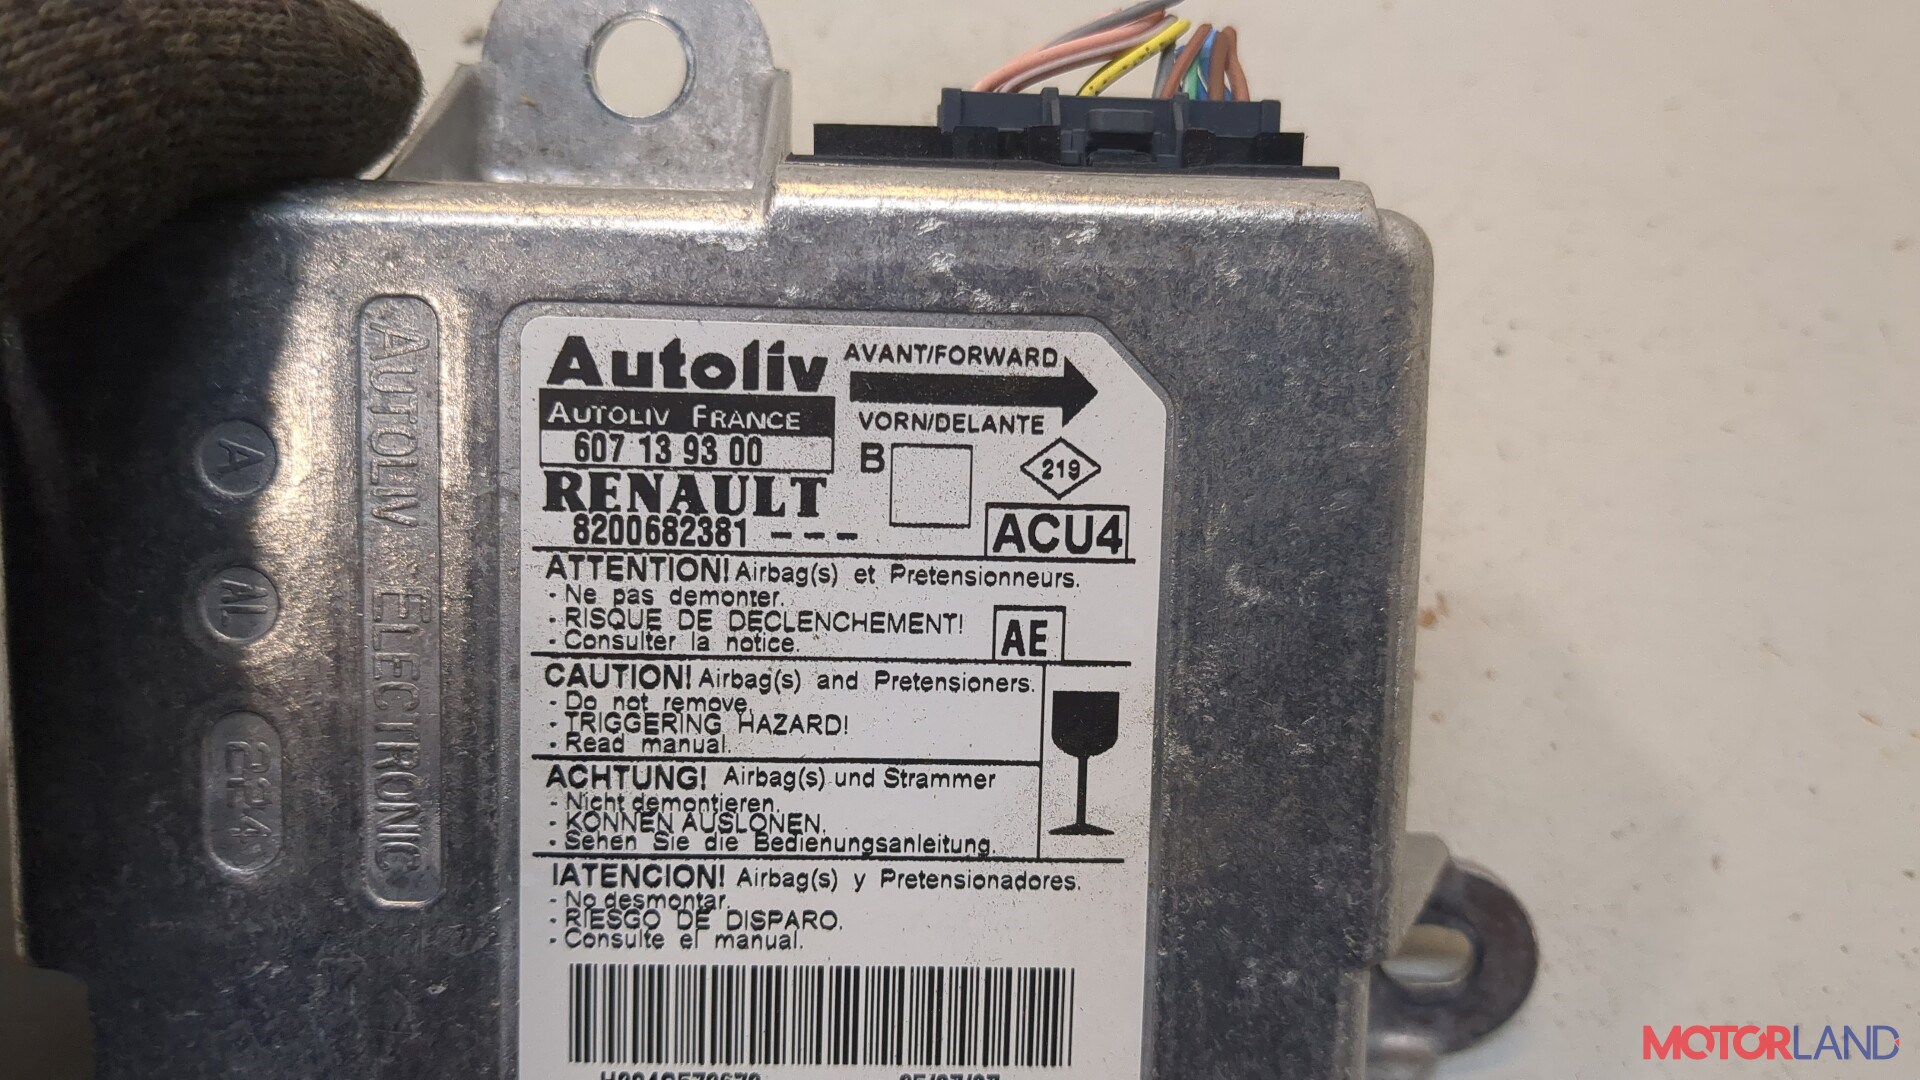 Autoliv
AVANT/FORWARD
AUTOLIV FRANCE
VORN/DELANTE
607 13 93 00
B
219
RENAULT
8200682381 ---
ACU4
ATTENTION! Airbag(s) et Pretensionneurs.
- Ne pas demonter.
- RISQUE DE DECLENCHEMENT!
- Consulter la notice.
AE
CAUTION! Airbag(s) and Pretensioners.
- Do not remove.
- TRIGGERING HAZARD!
- Read manual.
ACHTUNG! Airbag(s) und Strammer
- Nicht demontieren.
- KONNEN AUSLONEN.
- Sehen Sie die Bedienungsanleitung.
!ATENCION! Airbag(s) y Pretensionadores.
- No desmontar.
- RIESGO DE DISPARO.
- Consulte el manual.
AUTOLIV ELECTRONIC
A
AL
MOTORLAND